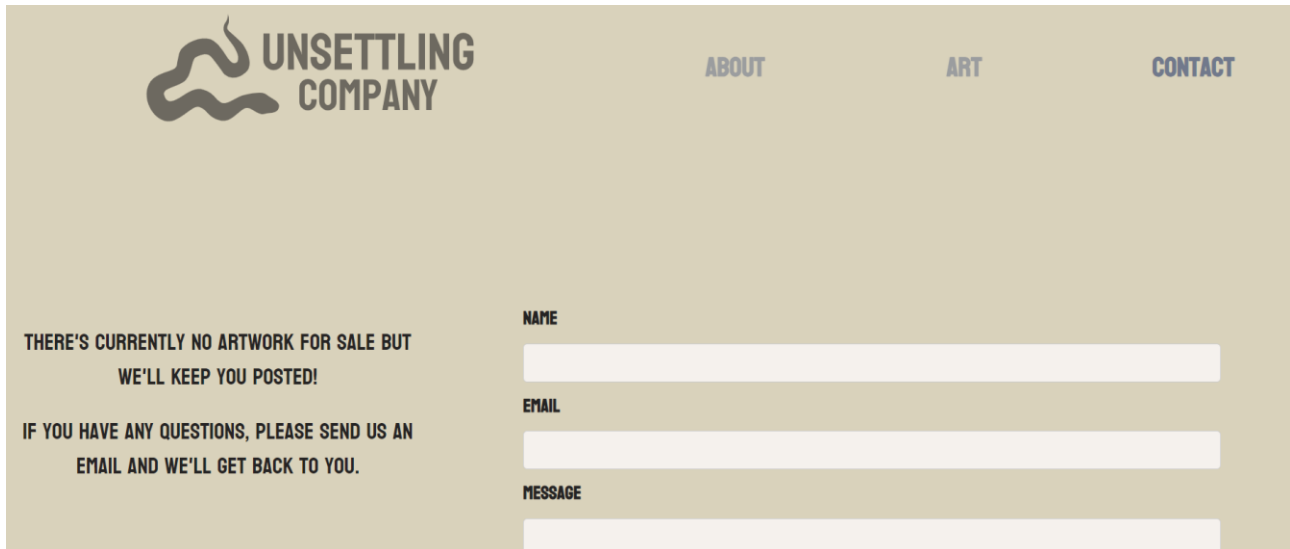 UNSETTLING
COMPANY
ABOUT
ART
CONTACT
THERE'S CURRENTLY NO ARTWORK FOR SALE BUT
WE'LL KEEP YOU POSTED!
IF YOU HAVE ANY QUESTIONS, PLEASE SEND US AN
EMAIL AND WE'LL GET BACK TO YOU.
NAME
EMAIL
MESSAGE